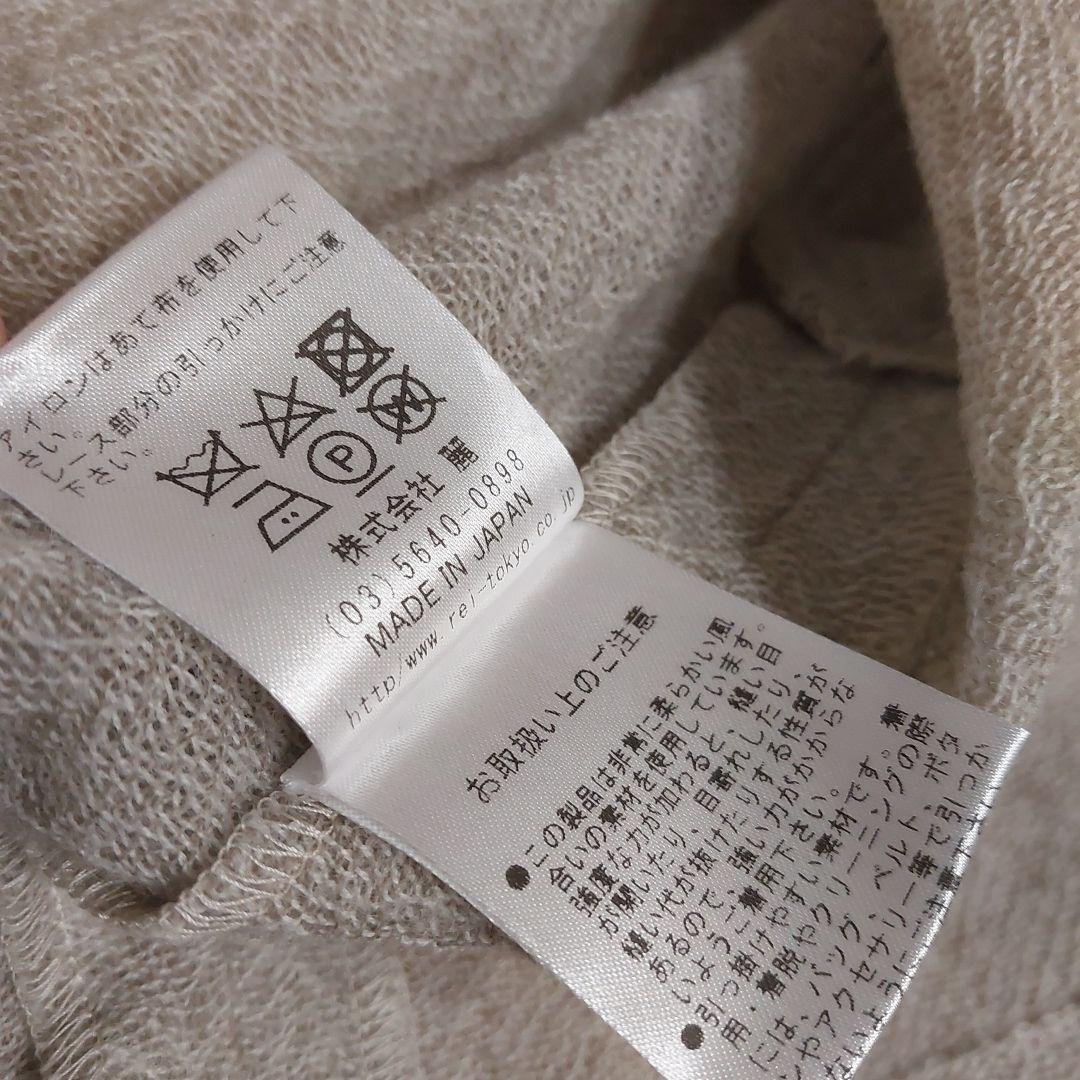 アイロンはあて布を使用して下
さい。
レース部分の引っかけにご注意
下さい。
P
W
株式会社 麗
(03)5640-0898
MADE IN JAPAN
http/www.rei-tokyo.co.jp
お取扱い上のご注意
●この製品は非常に柔らかい風
合いの素材を使用しています。
強度な力が加わると、縫い目
が開いたり、目割れしたり、
縫い代が抜けたりする性質が
あるので、強い力がかからな
いようご着用下さい。
●引っ掛けやすい素材です。 着
用・着脱やクリーニングの際
には、バッグ、ベルト、ボタ
ンやアクセサリー等で引っか